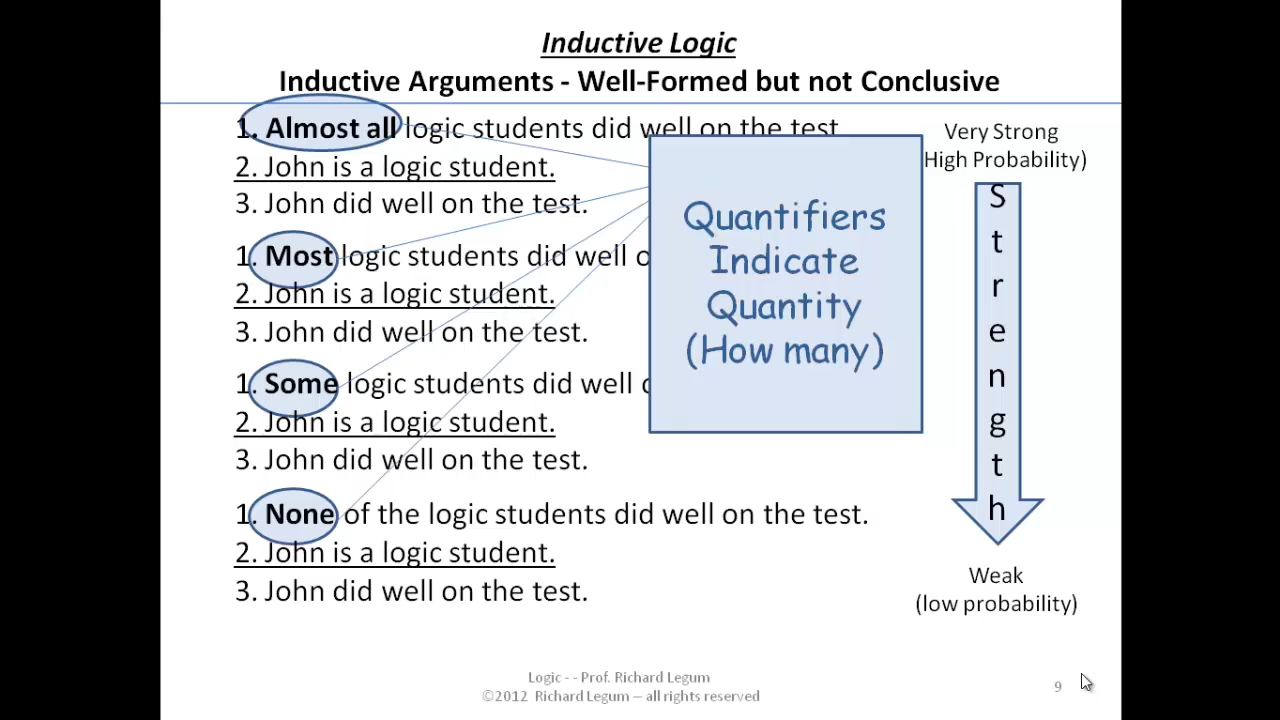 Inductive Logic
Inductive Arguments - Well-Formed but not Conclusive
1. Almost all logic students did well on the test
2. John is a logic student.
3. John did well on the test.
1. Most logic students did well
2. John is a logic student.
3. John did well on the test.
1. Some logic students did well
2. John is a logic student.
3. John did well on the test.
1. None of the logic students did well on the test.
2. John is a logic student.
3. John did well on the test.
Quantifiers
Indicate
Quantity
(How many)
Very Strong
High Probability)
Strength
Weak
(low probability)
Logic - - Prof. Richard Legum
©2012 Richard Legum – all rights reserved
9